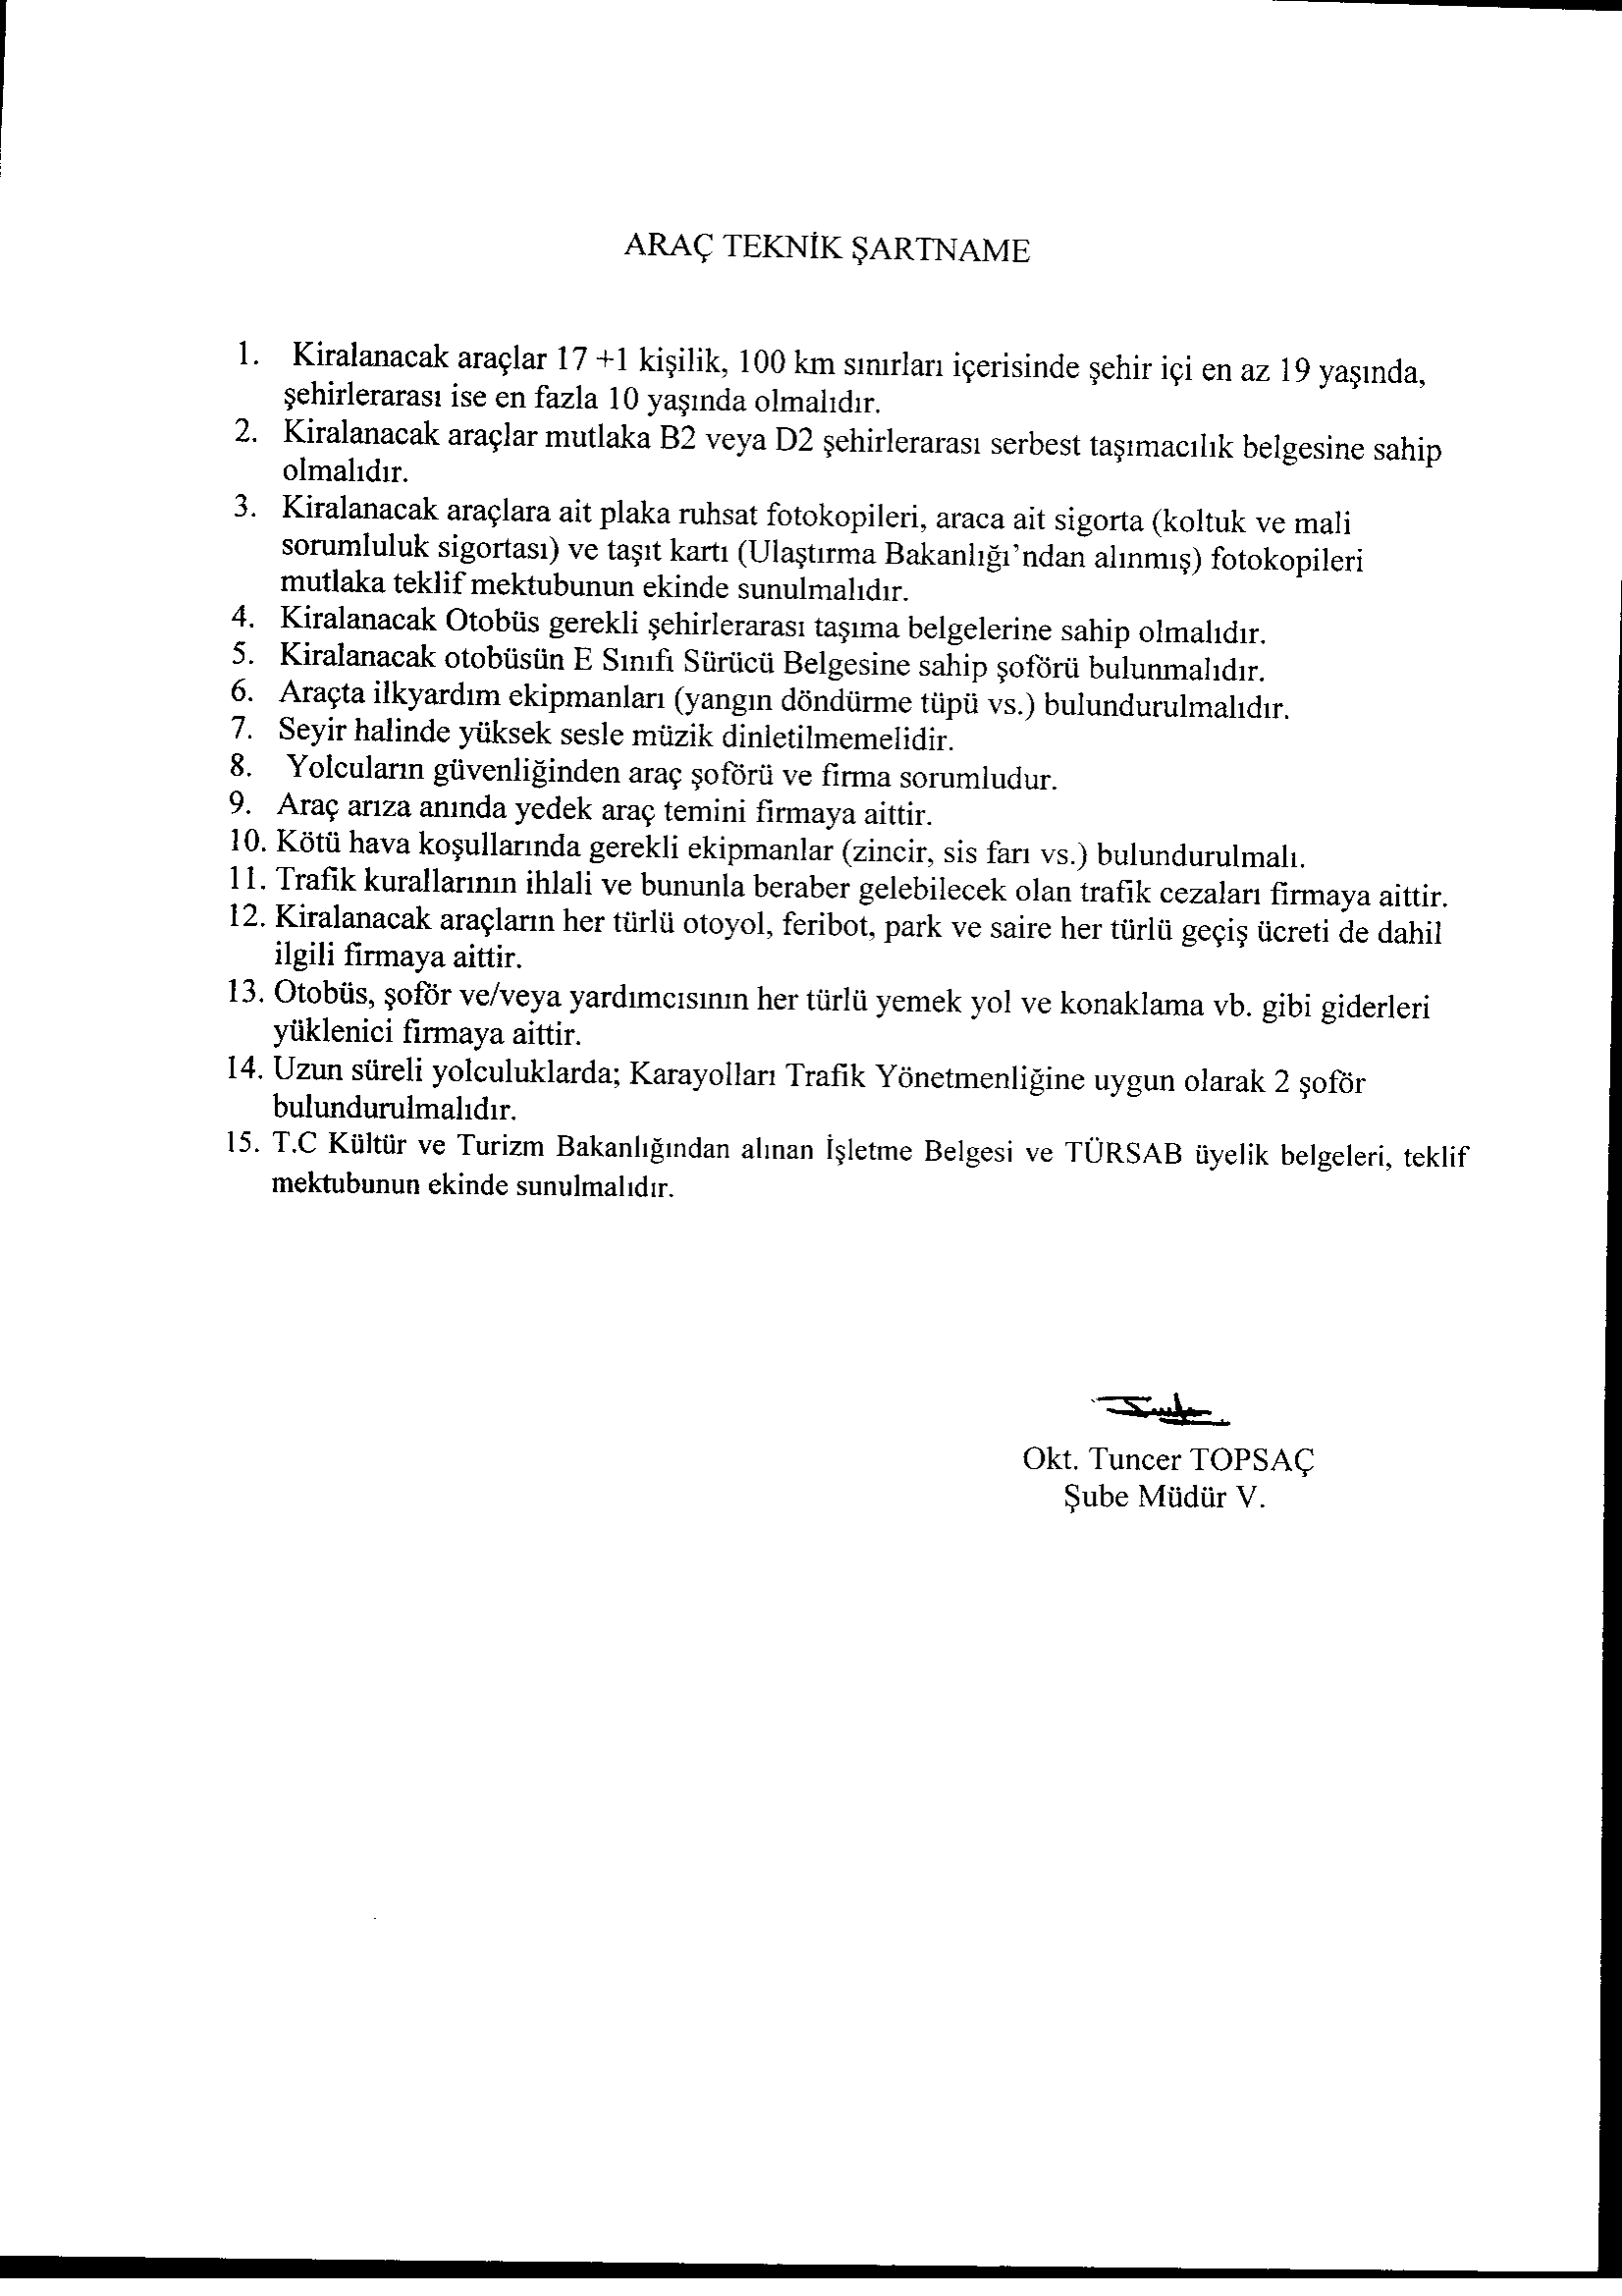 ARAÇ TEKNİK ŞARTNAME
1. Kiralanacak araçlar 17 +1 kişilik, 100 km sınırları içerisinde şehir içi en az 19 yaşında,
şehirlerarası ise en fazla 10 yaşında olmalıdır.
2. Kiralanacak araçlar mutlaka B2 veya D2 şehirlerarası serbest taşımacılık belgesine sahip
olmalıdır.
3. Kiralanacak araçlara ait plaka ruhsat fotokopileri, araca ait sigorta (koltuk ve mali
sorumluluk sigortası) ve taşıt kartı (Ulaştırma Bakanlığı'ndan alınmış) fotokopileri
mutlaka teklif mektubunun ekinde sunulmalıdır.
4. Kiralanacak Otobüs gerekli şehirlerarası taşıma belgelerine sahip olmalıdır.
5. Kiralanacak otobüsün E Sınıfı Sürücü Belgesine sahip şoförü bulunmalıdır.
6. Araçta ilkyardım ekipmanları (yangın döndürme tüpü vs.) bulundurulmalıdır.
7. Seyir halinde yüksek sesle müzik dinletilmemelidir.
8. Yolcuların güvenliğinden araç şoförü ve firma sorumludur.
9. Araç arıza anında yedek araç temini firmaya aittir.
10. Kötü hava koşullarında gerekli ekipmanlar (zincir, sis farı vs.) bulundurulmalı.
11. Trafik kurallarının ihlali ve bununla beraber gelebilecek olan trafik cezaları firmaya aittir.
12. Kiralanacak araçların her türlü otoyol, feribot, park ve saire her türlü geçiş ücreti de dahil
ilgili firmaya aittir.
13. Otobüs, şoför ve/veya yardımcısının her türlü yemek yol ve konaklama vb. gibi giderleri
yüklenici firmaya aittir.
14. Uzun süreli yolculuklarda; Karayolları Trafik Yönetmenliğine uygun olarak 2 şoför
bulundurulmalıdır.
15. T.C Kültür ve Turizm Bakanlığından alınan İşletme Belgesi ve TÜRSAB üyelik belgeleri, teklif
mektubunun ekinde sunulmalıdır.
Okt. Tuncer TOPSAÇ
Şube Müdür V.